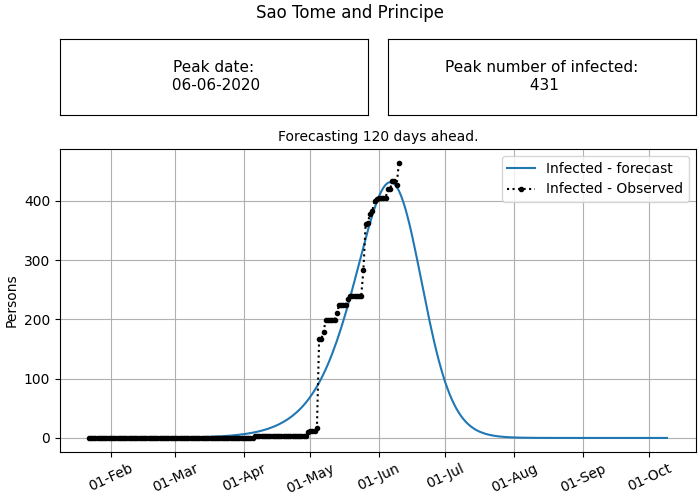 Sao Tome and Principe
Peak date:
06-06-2020
Peak number of infected:
431
Forecasting 120 days ahead.
Infected - forecast
Infected - Observed
Persons
400
300
200
100
0
01-Feb
01-Mar
01-Apr
01-May
01-Jun
01-Jul
01-Aug
01-Sep
01-Oct